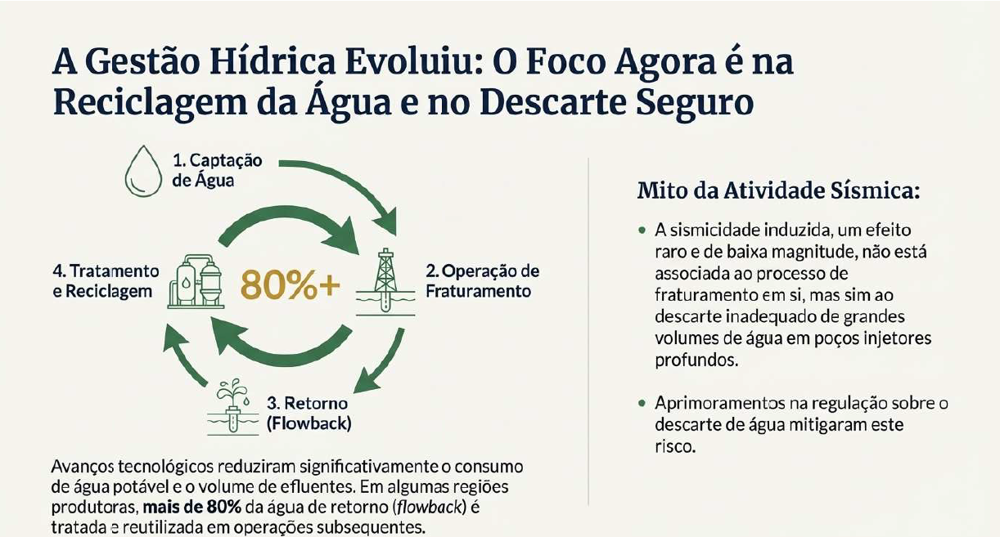 A Gestão Hídrica Evoluiu: O Foco Agora é na
Reciclagem da Água e no Descarte Seguro
1. Captação
de Água
4. Tratamento
e Reciclagem
80%+
2. Operação de
Fraturamento
3. Retorno
(Flowback)
Avanços tecnológicos reduziram significativamente o consumo
de água potável e o volume de efluentes. Em algumas regiões
produtoras, mais de 80% da água de retorno (flowback) é
tratada e reutilizada em operações subsequentes.
Mito da Atividade Sísmica:
• A sismicidade induzida, um efeito
raro e de baixa magnitude, não está
associada ao processo de
fraturamento em si, mas sim ao
descarte inadequado de grandes
volumes de água em poços injetores
profundos.
• Aprimoramentos na regulação sobre o
descarte de água mitigaram este
risco.